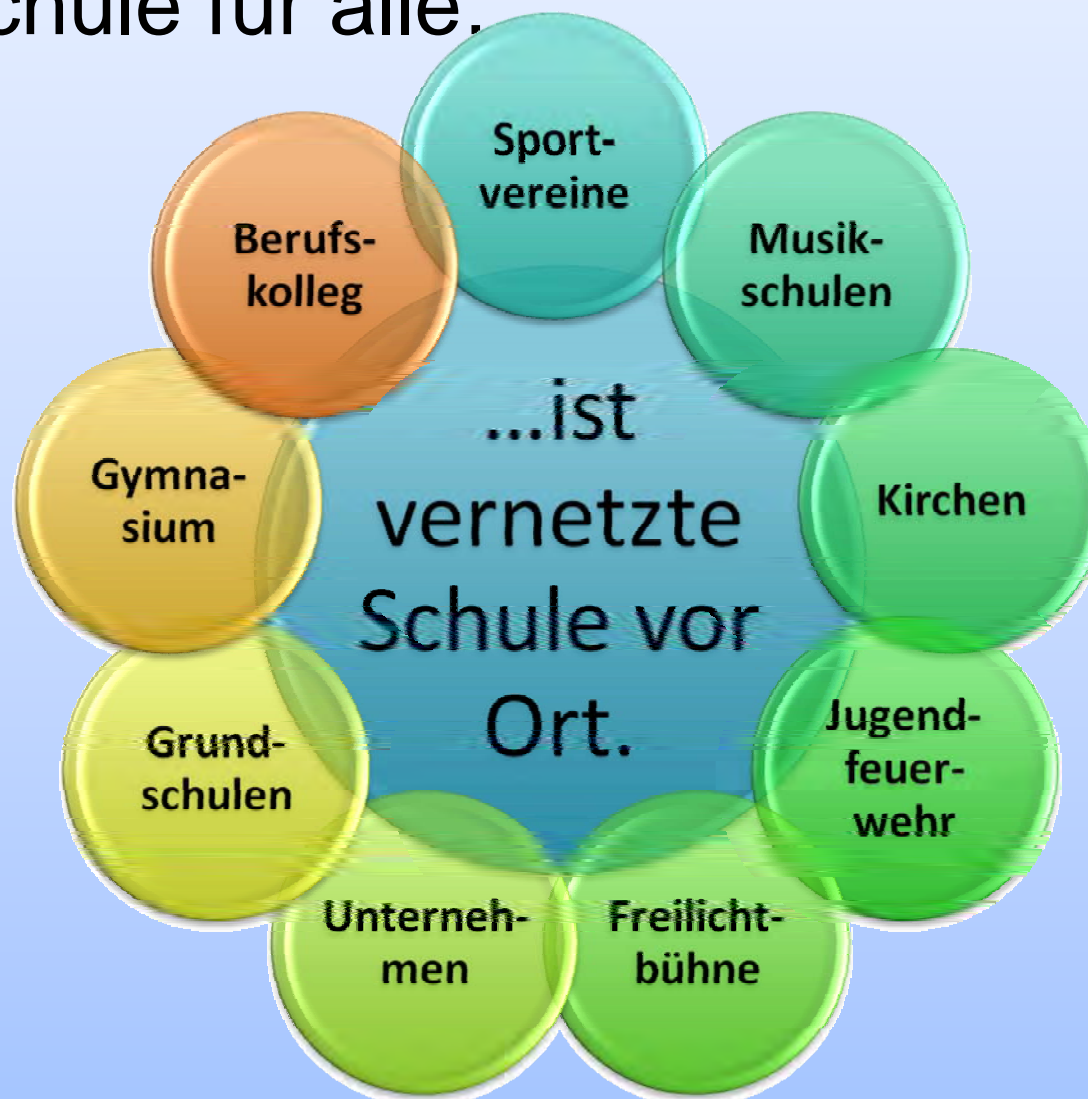 chule für alle.
Sport-
vereine
Musik-
schulen
Kirchen
Jugend-
feuer-
wehr
Freilicht-
bühne
Unterneh-
men
Grund-
schulen
Gymna-
sium
Berufs-
kolleg
...ist
vernetzte
Schule vor
Ort.